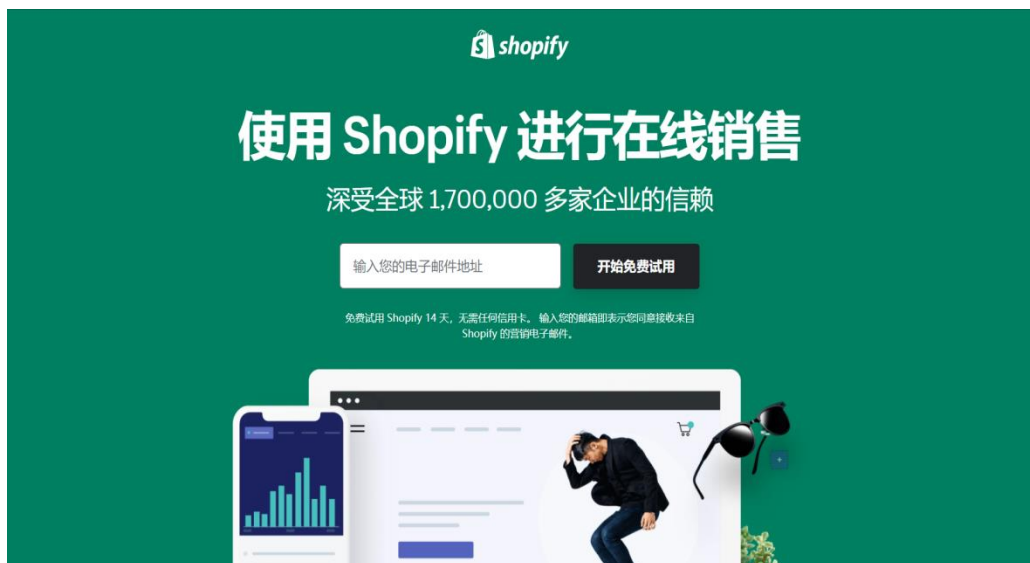 shopify
使用 Shopify 进行在线销售
深受全球 1,700,000 多家企业的信赖
输入您的电子邮件地址
开始免费试用
免费试用 Shopify 14 天，无需任何信用卡。 输入您的邮箱即表示您同意接收来自
Shopify 的营销电子邮件。